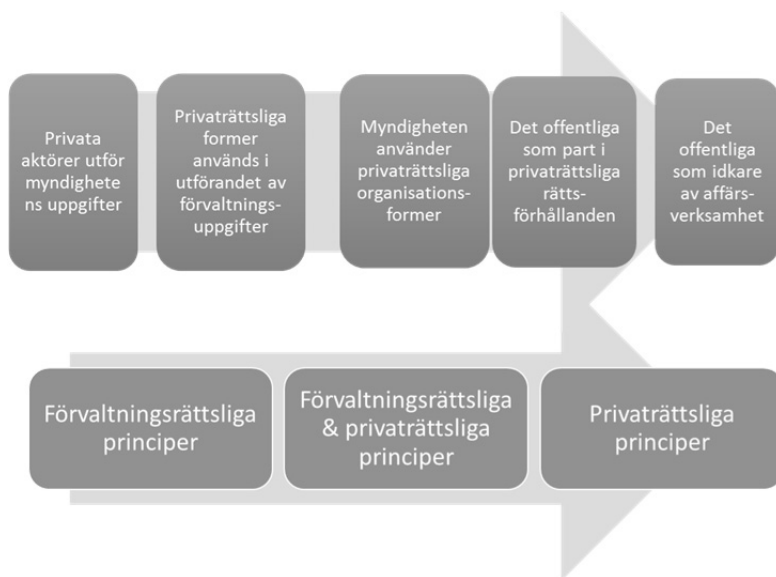 Privata
aktörer utför
myndighete
ns uppgifter
Privaträttsliga
former
används i
utförandet av
förvaltnings-
uppgifter
Myndigheten
använder
privaträttsliga
organisations-
former
Det offentliga
som part i
privaträttsliga
rätts-
förhållanden
Det
offentliga
som idkare
av affärs-
verksamhet
Förvaltningsrättsliga
principer
Förvaltningsrättsliga
& privaträttsliga
principer
Privaträttsliga
principer